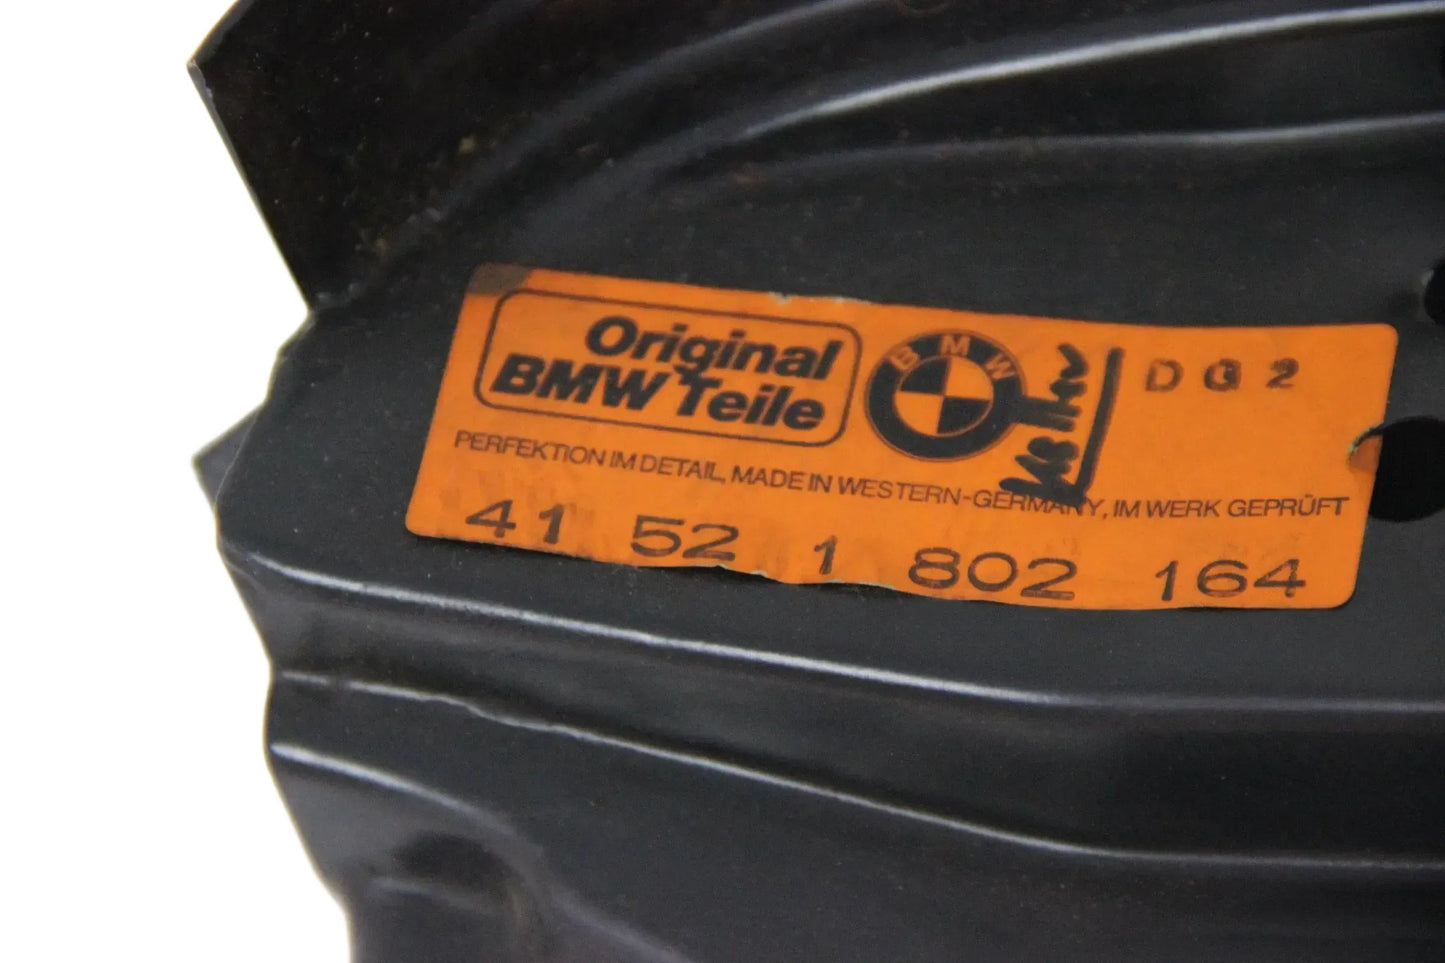 Original
BMW Teile
BMW
D G 2
PERFEKTION IM DETAIL, MADE IN WESTERN-GERMANY, IM WERK GEPRÜFT
41 52 1 802 164